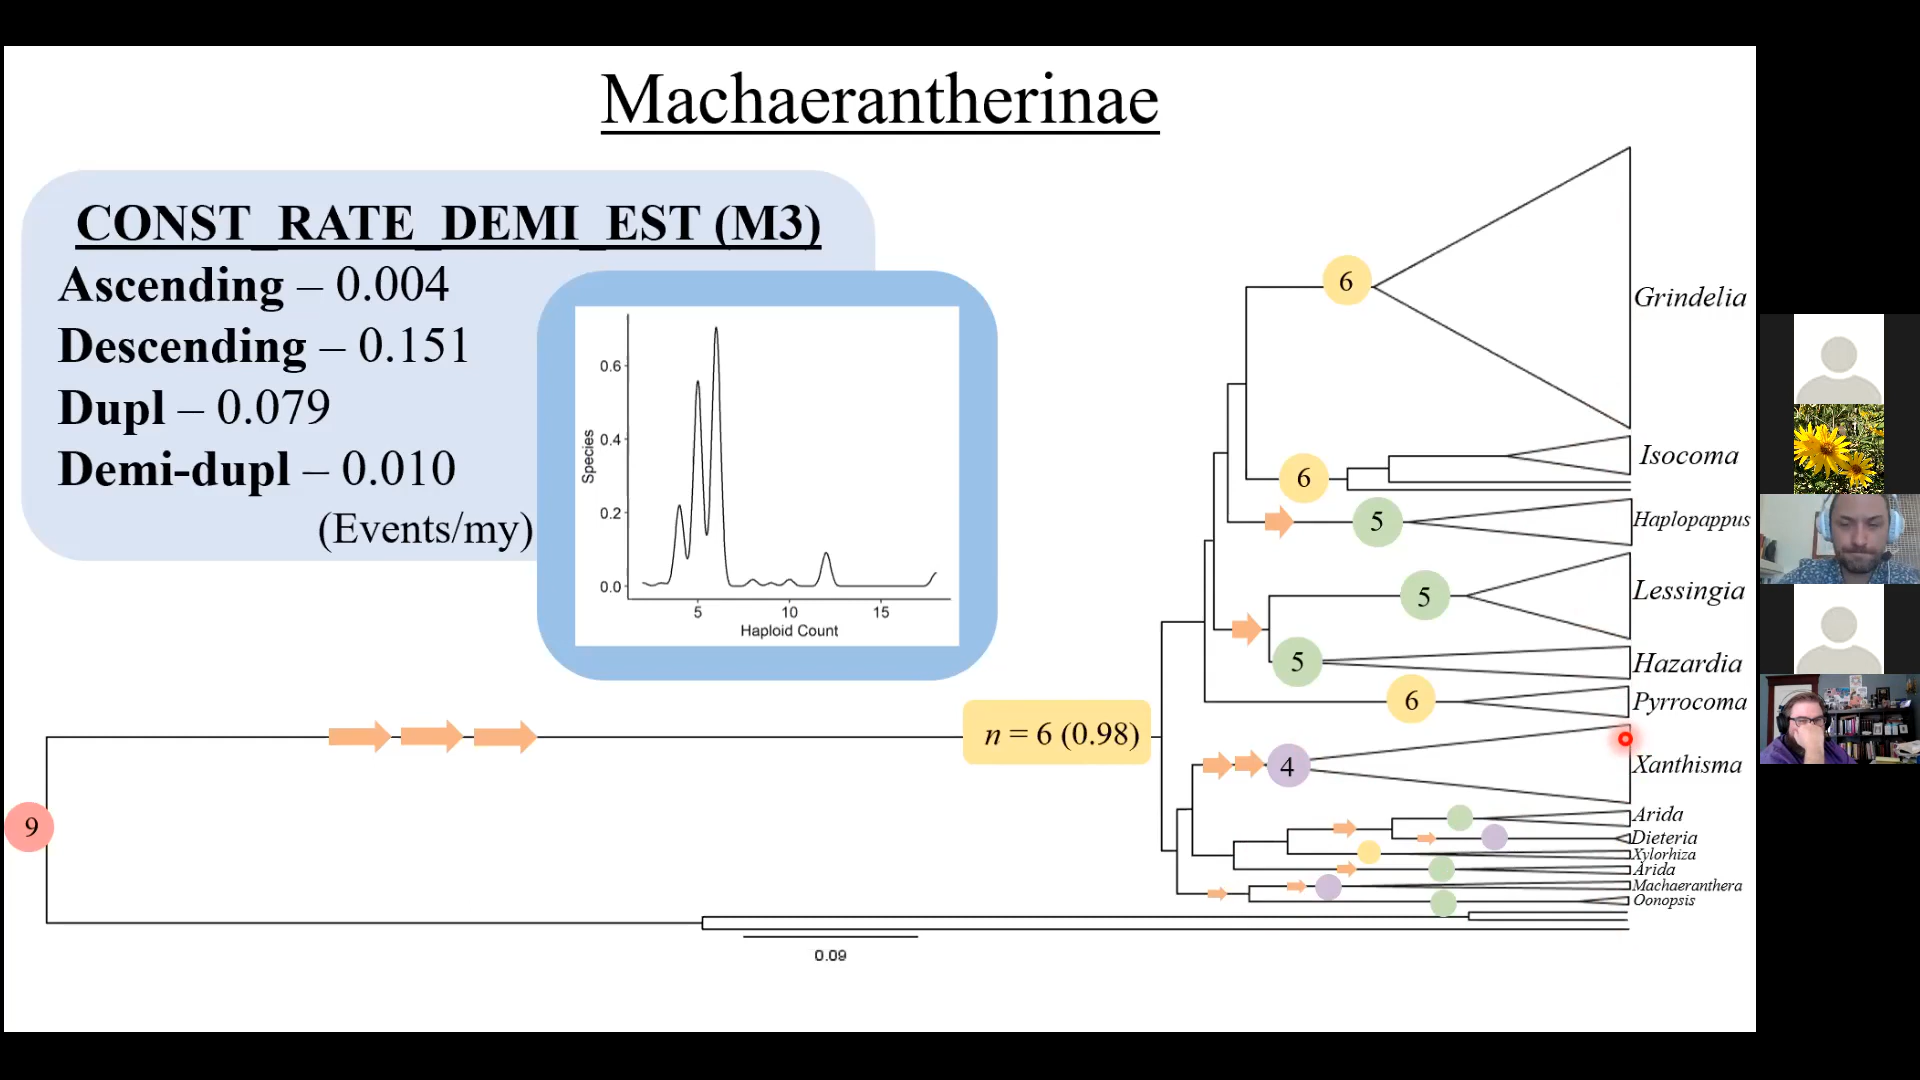 Machaerantherinae
CONST_RATE_DEMI_EST (M3)
Ascending – 0.004
Descending – 0.151
Dupl – 0.079
Demi-dupl – 0.010
(Events/my)
0.6
0.4
0.2
0.0
Species
5 10 15
Haploid Count
9
n = 6 (0.98)
6
Grindelia
6
Isocoma
5
Haplopappus
5
Lessingia
5
Hazardia
6
Pyrrocoma
4
Xanthisma
Arida
Dieteria
Xylorhiza
Arida
Machaeranthera
Oonopsis
0.09